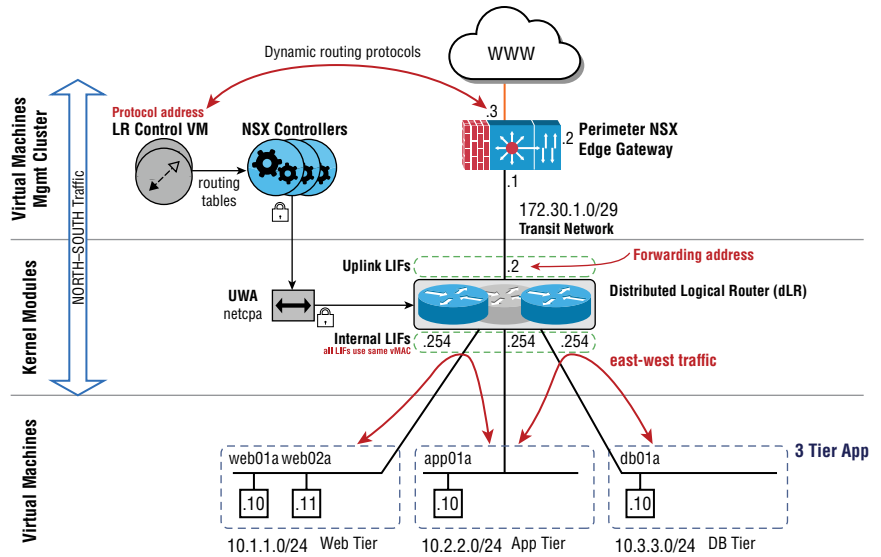 WWW
Dynamic routing protocols
Protocol address
LR Control VM
NSX Controllers
.3
.2
Perimeter NSX
Edge Gateway
routing
tables
.1
172.30.1.0/29
Transit Network
Virtual Machines
Mgmt Cluster
NORTH–SOUTH Traffic
Uplink LIFs
.2
Forwarding address
Kernel Modules
UWA
netcpa
Distributed Logical Router (dLR)
Internal LIFs
all LIFs use same vMAC
.254
.254
.254
east-west traffic
Virtual Machines
3 Tier App
web01a web02a
app01a
db01a
.10
.11
.10
.10
10.1.1.0/24 Web Tier
10.2.2.0/24 App Tier
10.3.3.0/24 DB Tier